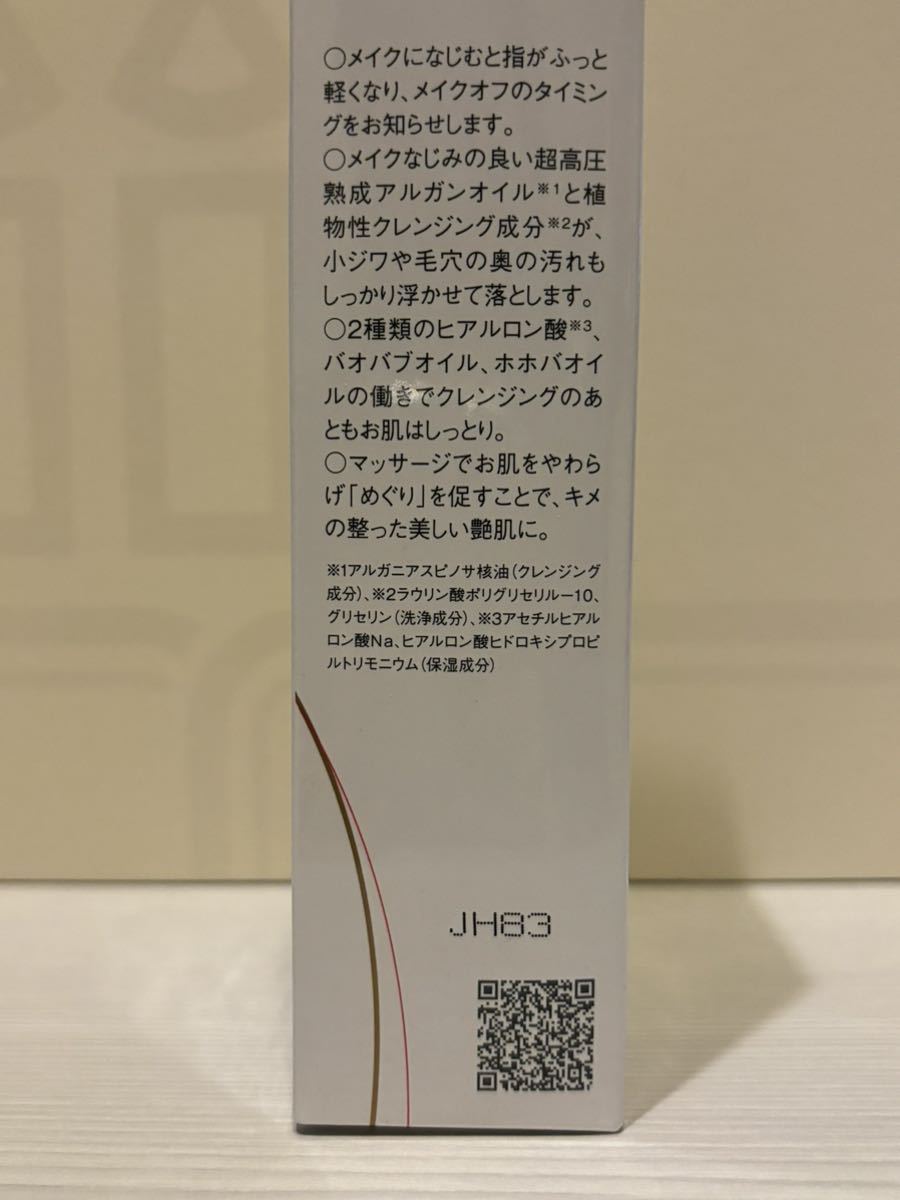 〇メイクになじむと指がふっと
軽くなり、メイクオフのタイミン
グをお知らせします。
〇メイクなじみの良い超高圧
熟成アルガンオイル※1と植
物性クレンジング成分※2が、
小ジワや毛穴の奥の汚れも
しっかり浮かせて落とします。
〇2種類のヒアルロン酸※3、
バオバブオイル、ホホバオイ
ルの働きでクレンジングのあ
ともお肌はしっとり。
〇マッサージでお肌をやわら
げ「めぐり」を促すことで、キメ
の整った美しい艶肌に。
※1アルガニアスピノサ核油(クレンジング
成分)、※2ラウリン酸ポリグリセリル-10、
グリセリン(洗浄成分)、※3アセチルヒアル
ロン酸Na、ヒアルロン酸ヒドロキシプロピ
ルトリモニウム(保湿成分)
JH83